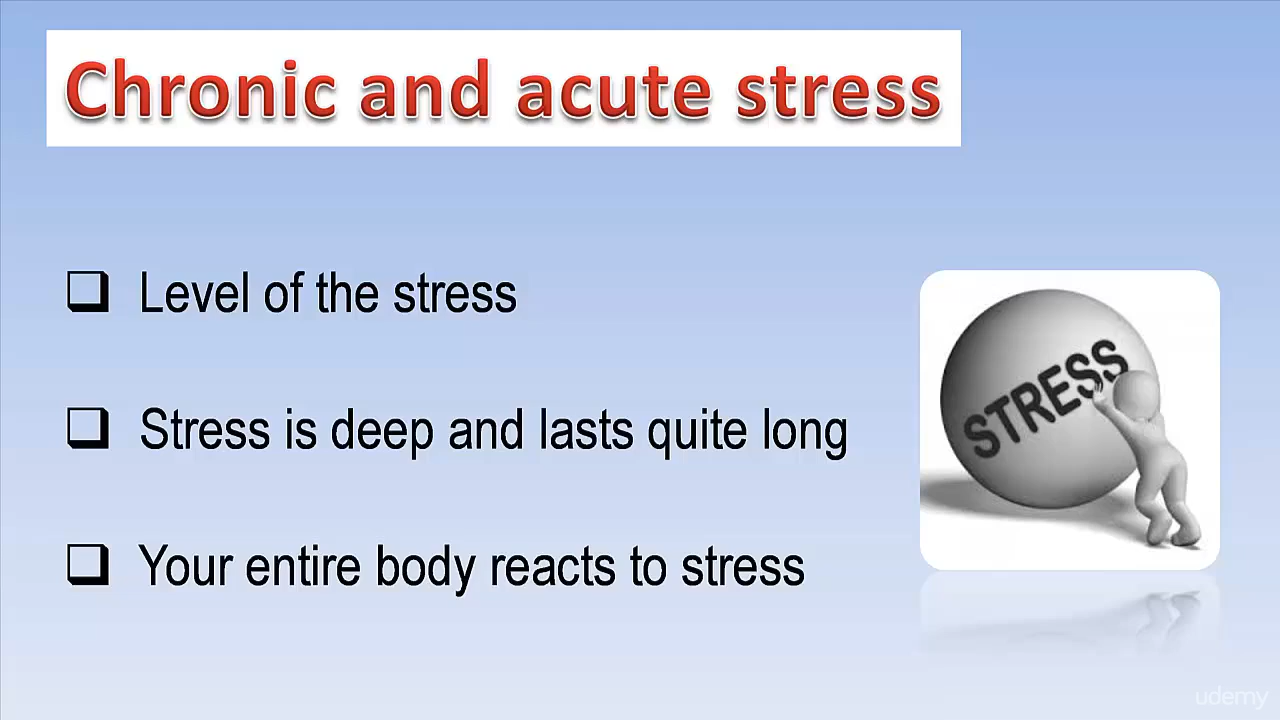 Chronic and acute stress
Level of the stress
Stress is deep and lasts quite long
Your entire body reacts to stress
STRESS
udemy